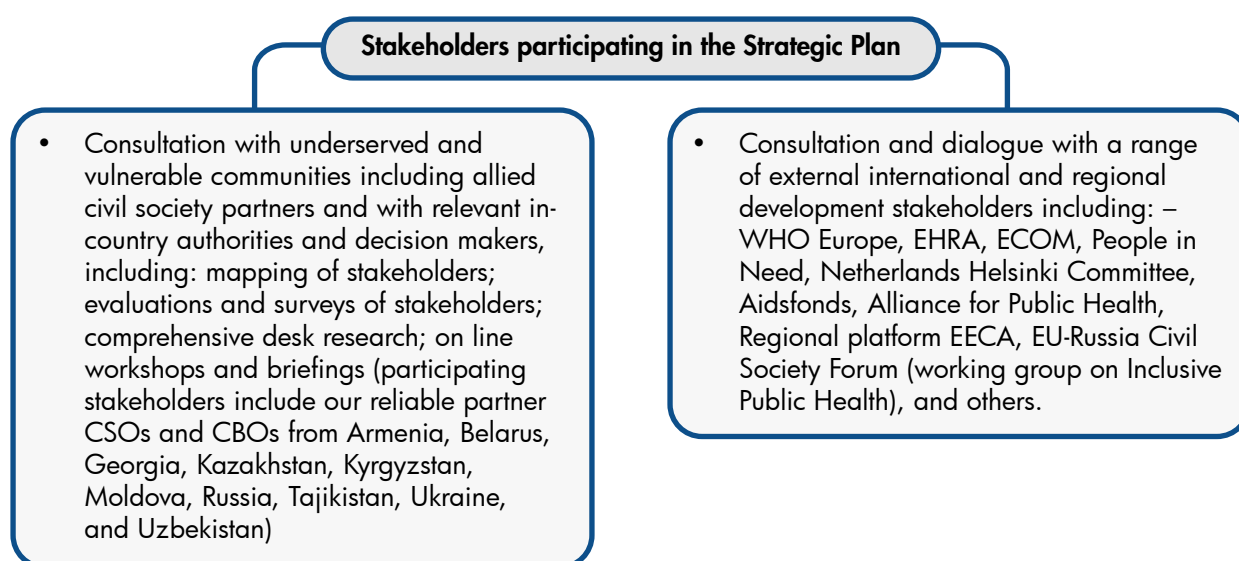 Stakeholders participating in the Strategic Plan
• Consultation with underserved and
vulnerable communities including allied
civil society partners and with relevant in-
country authorities and decision makers,
including: mapping of stakeholders;
evaluations and surveys of stakeholders;
comprehensive desk research; on line
workshops and briefings (participating
stakeholders include our reliable partner
CSOs and CBOs from Armenia, Belarus,
Georgia, Kazakhstan, Kyrgyzstan,
Moldova, Russia, Tajikistan, Ukraine,
and Uzbekistan)
• Consultation and dialogue with a range
of external international and regional
development stakeholders including: –
WHO Europe, EHRA, ECOM, People in
Need, Netherlands Helsinki Committee,
Aidsfonds, Alliance for Public Health,
Regional platform EECA, EU-Russia Civil
Society Forum (working group on Inclusive
Public Health), and others.